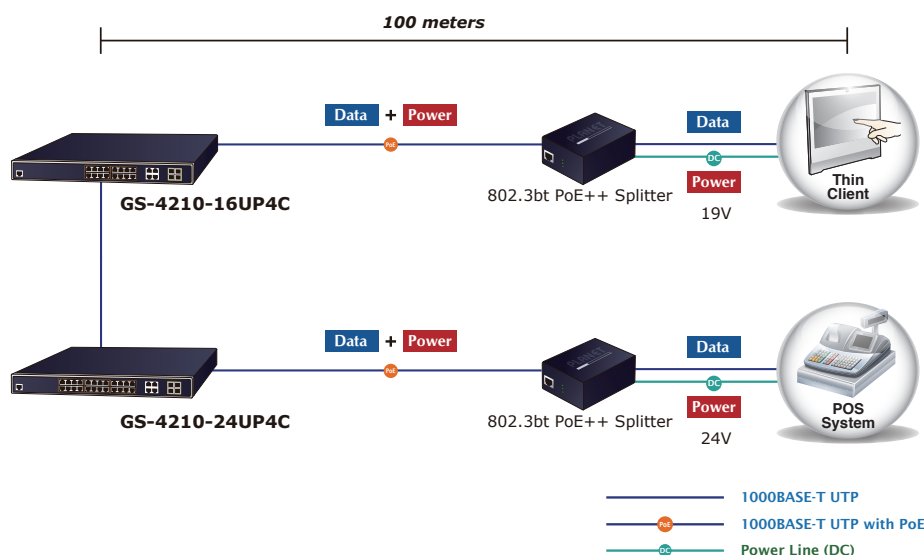 100 meters
Data + Power
PoE
PLANET
Data
DC
Power
19V
Thin
Client
GS-4210-16UP4C
802.3bt PoE++ Splitter
Data + Power
PoE
PLANET
Data
DC
Power
24V
POS
System
GS-4210-24UP4C
802.3bt PoE++ Splitter
1000BASE-T UTP
PoE 1000BASE-T UTP with PoE
DC Power Line (DC)